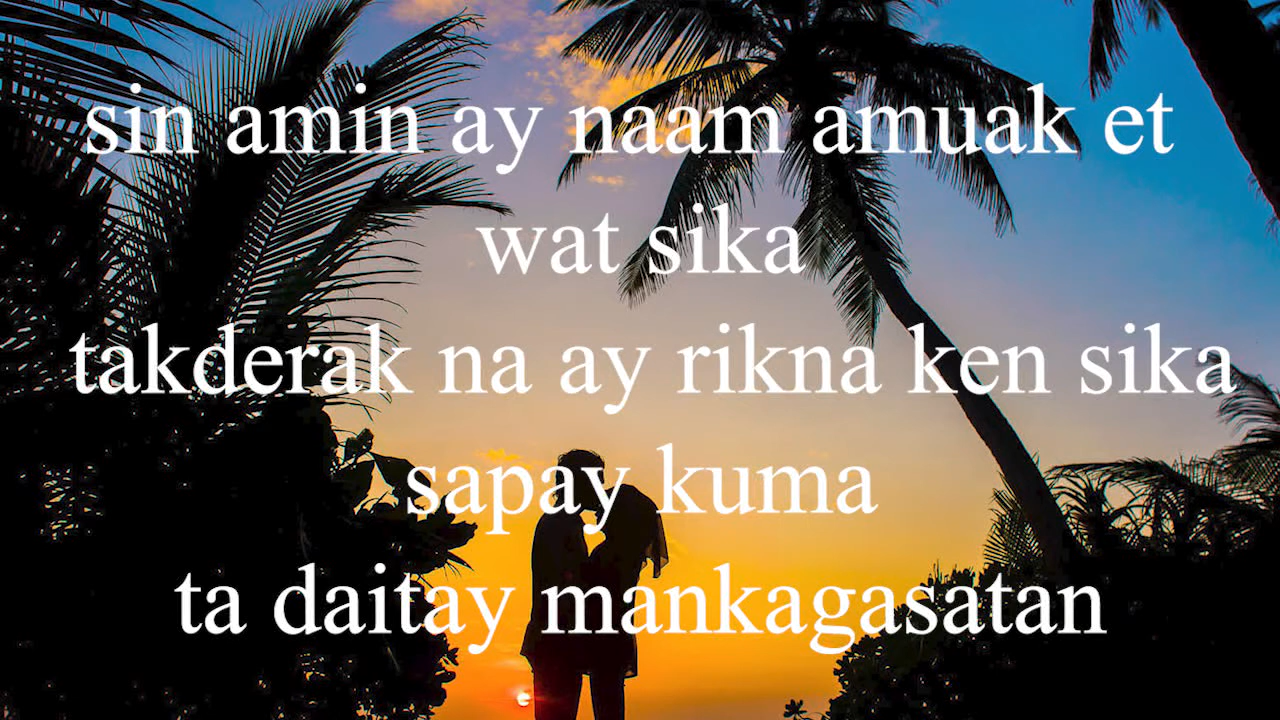 sin amin ay naam amuak et
wat sika
takderak na ay rikna ken sika
sapay kuma
ta daitay mankagasatan